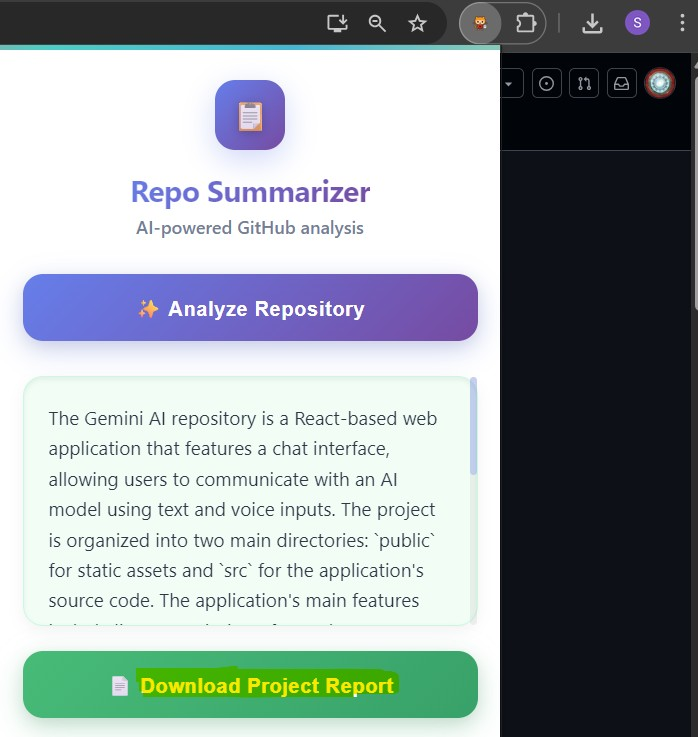 S
Repo Summarizer
AI-powered GitHub analysis
✨ Analyze Repository
The Gemini AI repository is a React-based web
application that features a chat interface,
allowing users to communicate with an AI
model using text and voice inputs. The project
is organized into two main directories: `public`
for static assets and `src` for the application's
source code. The application's main features
Download Project Report